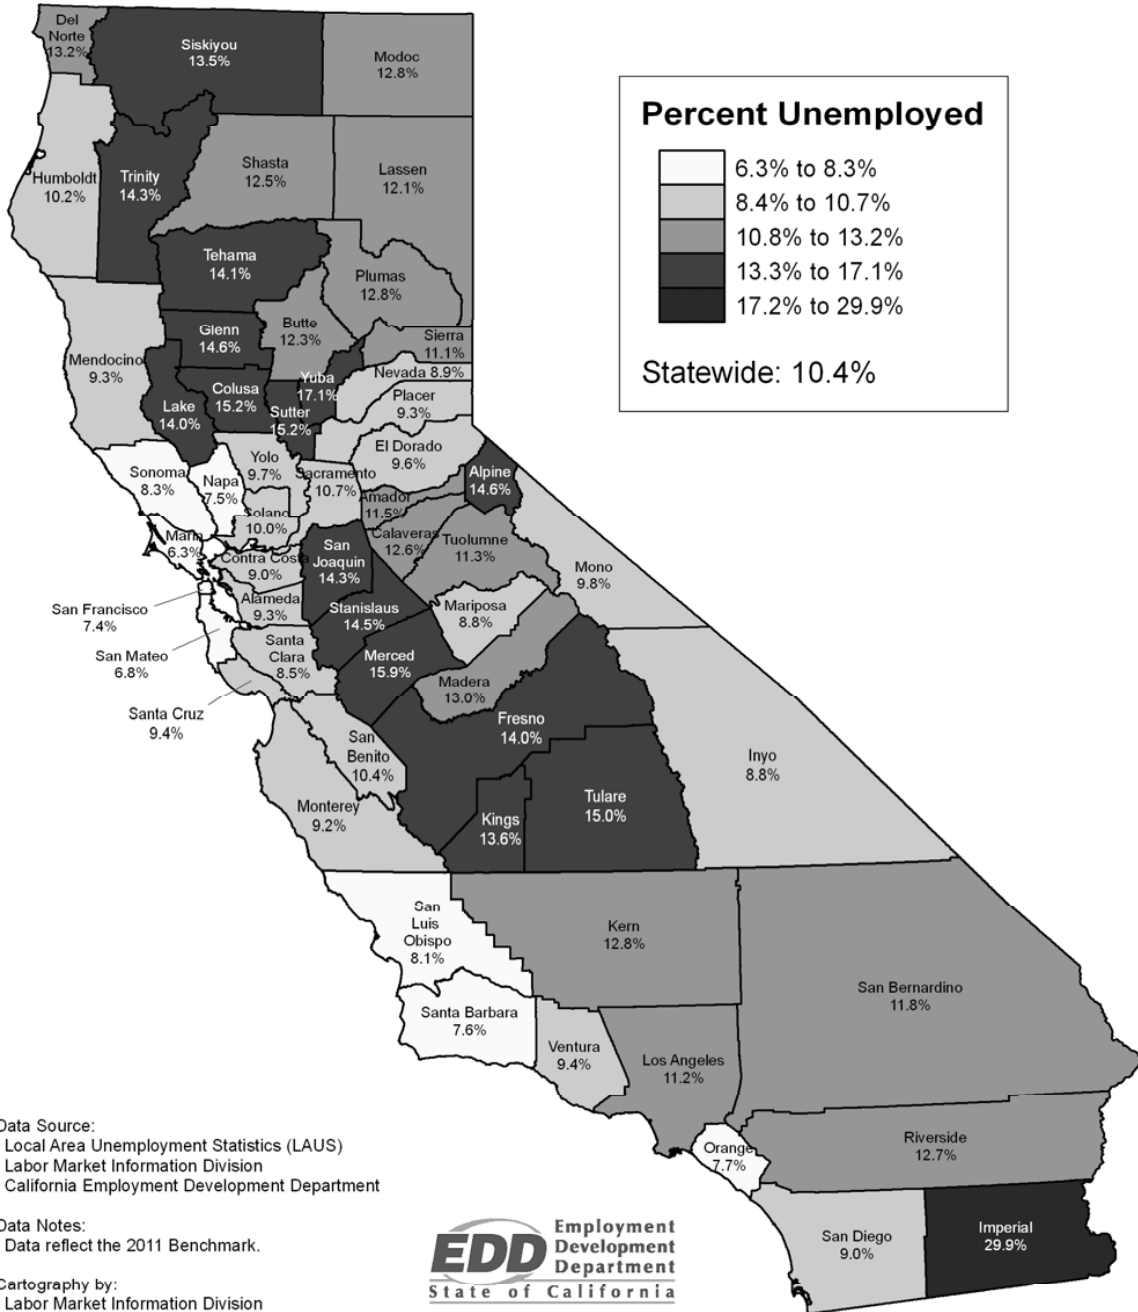 Del
Norte
13.2%
Siskiyou
13.5%
Modoc
12.8%
Percent Unemployed
6.3% to 8.3%
8.4% to 10.7%
10.8% to 13.2%
13.3% to 17.1%
17.2% to 29.9%
Statewide: 10.4%
Humboldt
10.2%
Trinity
14.3%
Shasta
12.5%
Lassen
12.1%
Tehama
14.1%
Plumas
12.8%
Glenn
14.6%
Butte
12.3%
Sierra
11.1%
Mendocino
9.3%
Nevada 8.9%
Yuba
17.1%
Colusa
15.2%
Placer
9.3%
Lake
14.0%
Sutter
15.2%
El Dorado
9.6%
Sonoma
8.3%
Napa
7.5%
Yolo
9.7%
Sacramento
10.7%
Alpine
14.6%
Amador
11.5%
Solano
10.0%
Marin
6.3%
Calaveras
12.6%
Tuolumne
11.3%
Contra Costa
9.0%
San
Joaquin
14.3%
Mono
9.8%
San Francisco
7.4%
Alameda
9.3%
Stanislaus
14.5%
Mariposa
8.8%
San Mateo
6.8%
Santa
Clara
8.5%
Merced
15.9%
Madera
13.0%
Santa Cruz
9.4%
Fresno
14.0%
San
Benito
10.4%
Inyo
8.8%
Monterey
9.2%
Kings
13.6%
Tulare
15.0%
San
Luis
Obispo
8.1%
Kern
12.8%
San Bernardino
11.8%
Santa Barbara
7.6%
Ventura
9.4%
Los Angeles
11.2%
Orange
7.7%
Riverside
12.7%
San Diego
9.0%
Imperial
29.9%
Data Source:
Local Area Unemployment Statistics (LAUS)
Labor Market Information Division
California Employment Development Department
Data Notes:
Data reflect the 2011 Benchmark.
Cartography by:
Labor Market Information Division
EDD
Employment
Development
Department
State of California